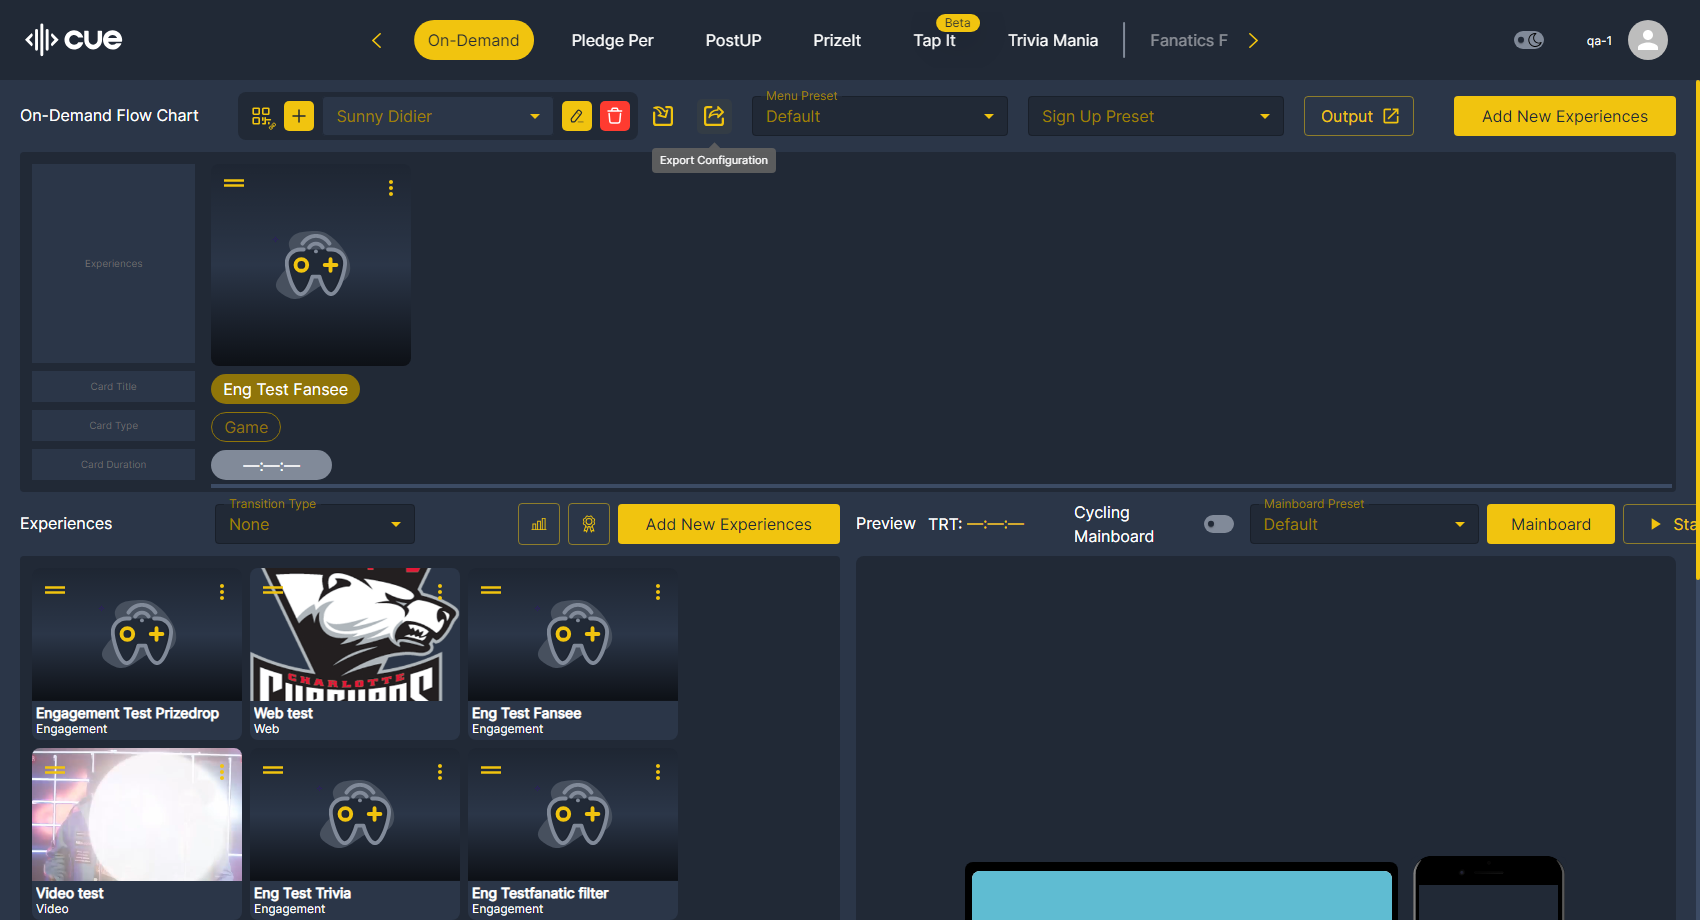 cue
On-Demand
Pledge Per
PostUP
PrizeIt
Tap It
Beta
Trivia Mania
Fanatics F
qa-1
On-Demand Flow Chart
Sunny Didier
Menu Preset
Default
Sign Up Preset
Output
Add New Experiences
Export Configuration
Experiences
Card Title
Eng Test Fansee
Card Type
Game
Card Duration
—:—:—
Experiences
Transition Type
None
Add New Experiences
Preview
TRT: —:—:—
Cycling
Mainboard
Mainboard Preset
Default
Mainboard
Sta
Engagement Test Prizedrop
Engagement
CHARLOTTE
Web test
Web
Eng Test Fansee
Engagement
Video test
Video
Eng Test Trivia
Engagement
Eng Testfanatic filter
Engagement